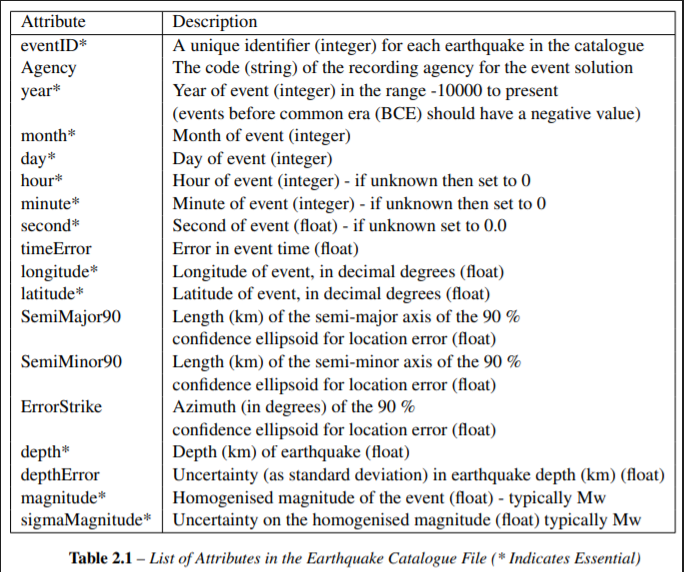 Attribute Description
eventID* A unique identifier (integer) for each earthquake in the catalogue
Agency The code (string) of the recording agency for the event solution
year* Year of event (integer) in the range -10000 to present
(events before common era (BCE) should have a negative value)
month* Month of event (integer)
day* Day of event (integer)
hour* Hour of event (integer) - if unknown then set to 0
minute* Minute of event (integer) - if unknown then set to 0
second* Second of event (float) - if unknown set to 0.0
timeError Error in event time (float)
longitude* Longitude of event, in decimal degrees (float)
latitude* Latitude of event, in decimal degrees (float)
SemiMajor90 Length (km) of the semi-major axis of the 90 %
confidence ellipsoid for location error (float)
SemiMinor90 Length (km) of the semi-minor axis of the 90 %
confidence ellipsoid for location error (float)
ErrorStrike Azimuth (in degrees) of the 90 %
confidence ellipsoid for location error (float)
depth* Depth (km) of earthquake (float)
depthError Uncertainty (as standard deviation) in earthquake depth (km) (float)
magnitude* Homogenised magnitude of the event (float) - typically Mw
sigmaMagnitude* Uncertainty on the homogenised magnitude (float) typically Mw
Table 2.1 – List of Attributes in the Earthquake Catalogue File (* Indicates Essential)